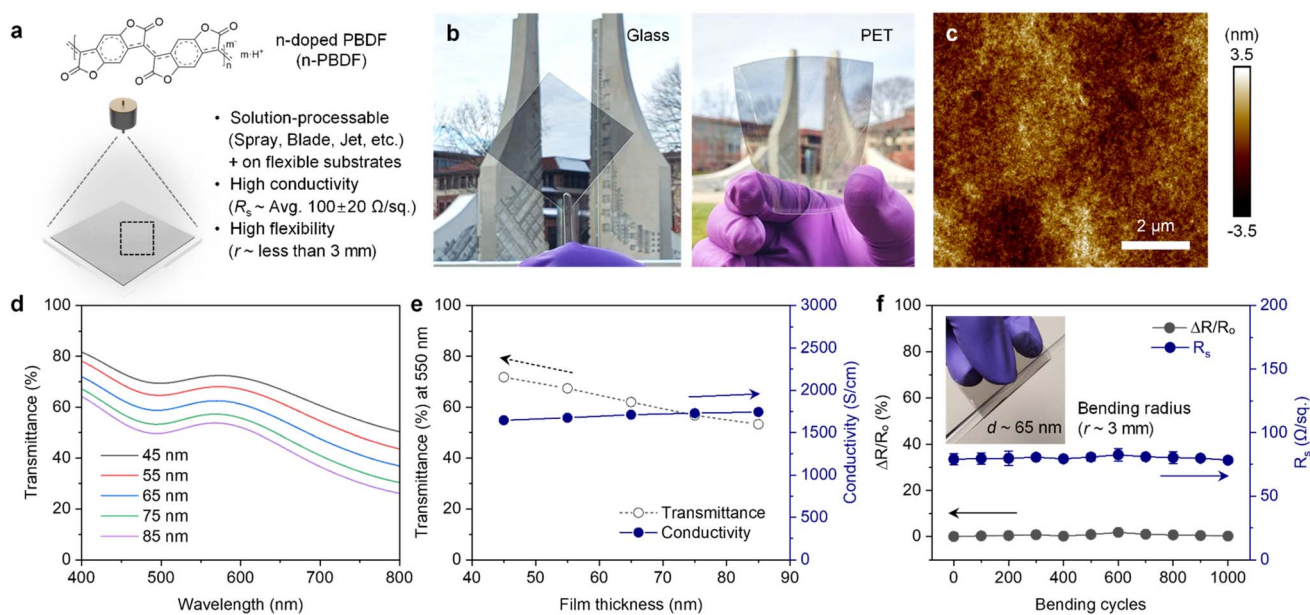 a
O
O
O
O
O
O
O
O
m-
n
m·H+
n-doped PBDF
(n-PBDF)
• Solution-processable
(Spray, Blade, Jet, etc.)
+ on flexible substrates
• High conductivity
(Rs ~ Avg. 100±20 Ω/sq.)
• High flexibility
(r ~ less than 3 mm)
b
Glass
PET
c
(nm)
3.5
-3.5
2 µm
d
100
80
60
40
20
0
Transmittance (%)
45 nm
55 nm
65 nm
75 nm
85 nm
400
500
600
700
800
Wavelength (nm)
e
100
80
60
40
20
0
Transmittance (%) at 550 nm
Transmittance
Conductivity
3000
2500
2000
1500
1000
500
0
Conductivity (S/cm)
40
50
60
70
80
90
Film thickness (nm)
f
100
80
60
40
20
0
ΔR/Ro (%)
ΔR/Ro
Rs
d ~ 65 nm
Bending radius
(r ~ 3 mm)
200
150
100
50
0
Rs (Ω/sq.)
0
200
400
600
800
1000
Bending cycles